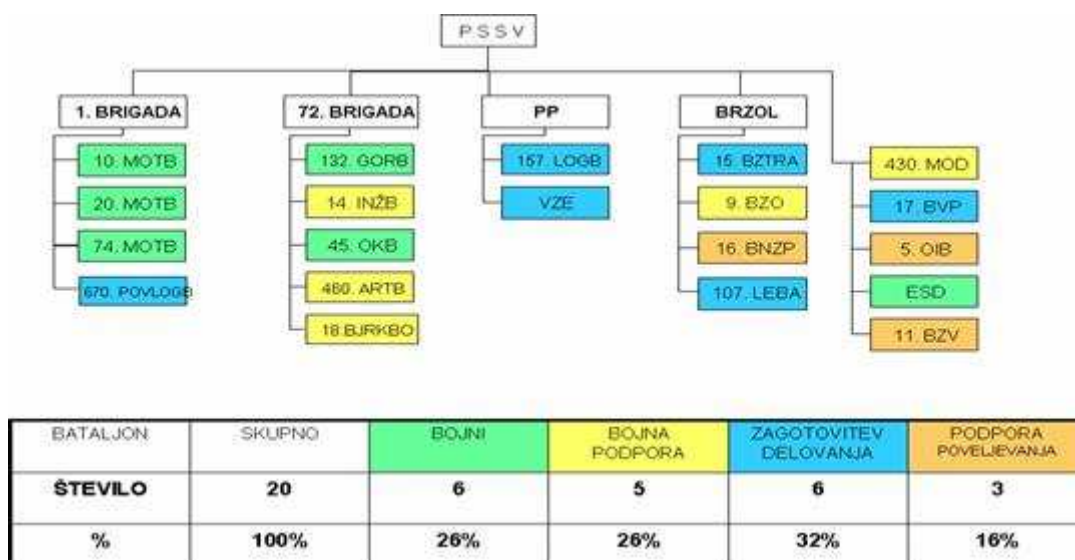 P S S V
1. BRIGADA
72. BRIGADA
PP
BRZOL
10. MOTB
20. MOTB
74. MOTB
670. POVLOGB
132. GORB
14. INŽB
45. OKB
460. ARTB
18.BJRKBO
157. LOGB
VZE
15. BZTRA
9. BZO
16. BNZP
107. LEBA
430. MOD
17. BVP
5. OIB
ESD
11. BZV
BATALJON SKUPNO BOJNI BOJNA PODPORA ZAGOTOVITEV DELOVANJA PODPORA POVELJEVANJA
ŠTEVILO 20 6 5 6 3
% 100% 26% 26% 32% 16%